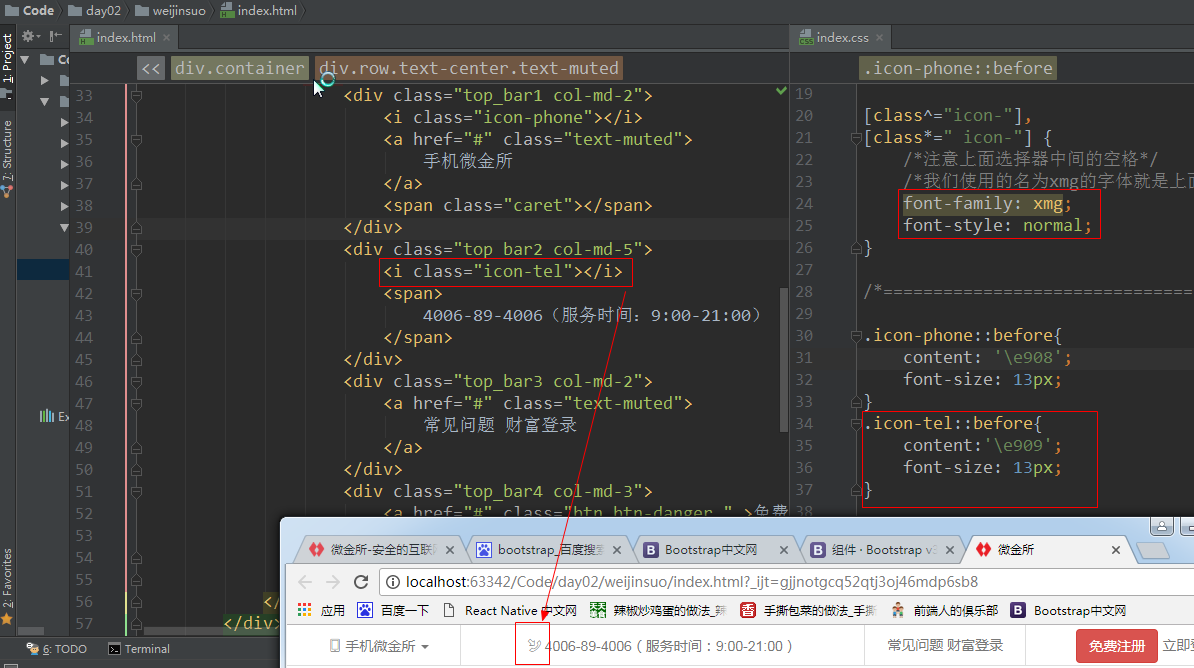 Code day02 weijinsuo index.html
index.html
index.css
1: Project
7: Structure
2: Favorites
<< div.container div.row.text-center.text-muted
33 <div class="top_bar1 col-md-2">
34 <i class="icon-phone"></i>
35 <a href="#" class="text-muted">
36 手机微金所
37 </a>
38 <span class="caret"></span>
39 </div>
40 <div class="top_bar2 col-md-5">
41 <i class="icon-tel"></i>
42 <span>
43 4006-89-4006（服务时间：9:00-21:00）
44 </span>
45 </div>
46 <div class="top_bar3 col-md-2">
47 <a href="#" class="text-muted">
48 常见问题 财富登录
49 </a>
50 </div>
51 <div class="top_bar4 col-md-3">
52 <a href="#" class="btn btn-danger " >免费
53
54
55
56 </
57 </div>
.icon-phone::before
19
20 [class^="icon-"],
21 [class*=" icon-"] {
22 /*注意上面选择器中间的空格*/
23 /*我们使用的名为xmg的字体就是上面
24 font-family: xmg;
25 font-style: normal;
26 }
27
28 /*===============================
29
30 .icon-phone::before{
31 content: '\e908';
32 font-size: 13px;
33 }
34 .icon-tel::before{
35 content:'\e909';
36 font-size: 13px;
37 }
38
6: TODO Terminal
微金所-安全的互联 bootstrap_百度搜索 Bootstrap中文网 组件 · Bootstrap v3 微金所
localhost:63342/Code/day02/weijinsuo/index.html?_ijt=gjjnotgcq52qtj3oj46mdp6sb8
应用 百度一下 React Native 中文网 辣椒炒鸡蛋的做法_辣 手撕包菜的做法_手 前端人的俱乐部 Bootstrap中文网
手机微金所 4006-89-4006（服务时间：9:00-21:00） 常见问题 财富登录 免费注册 立即